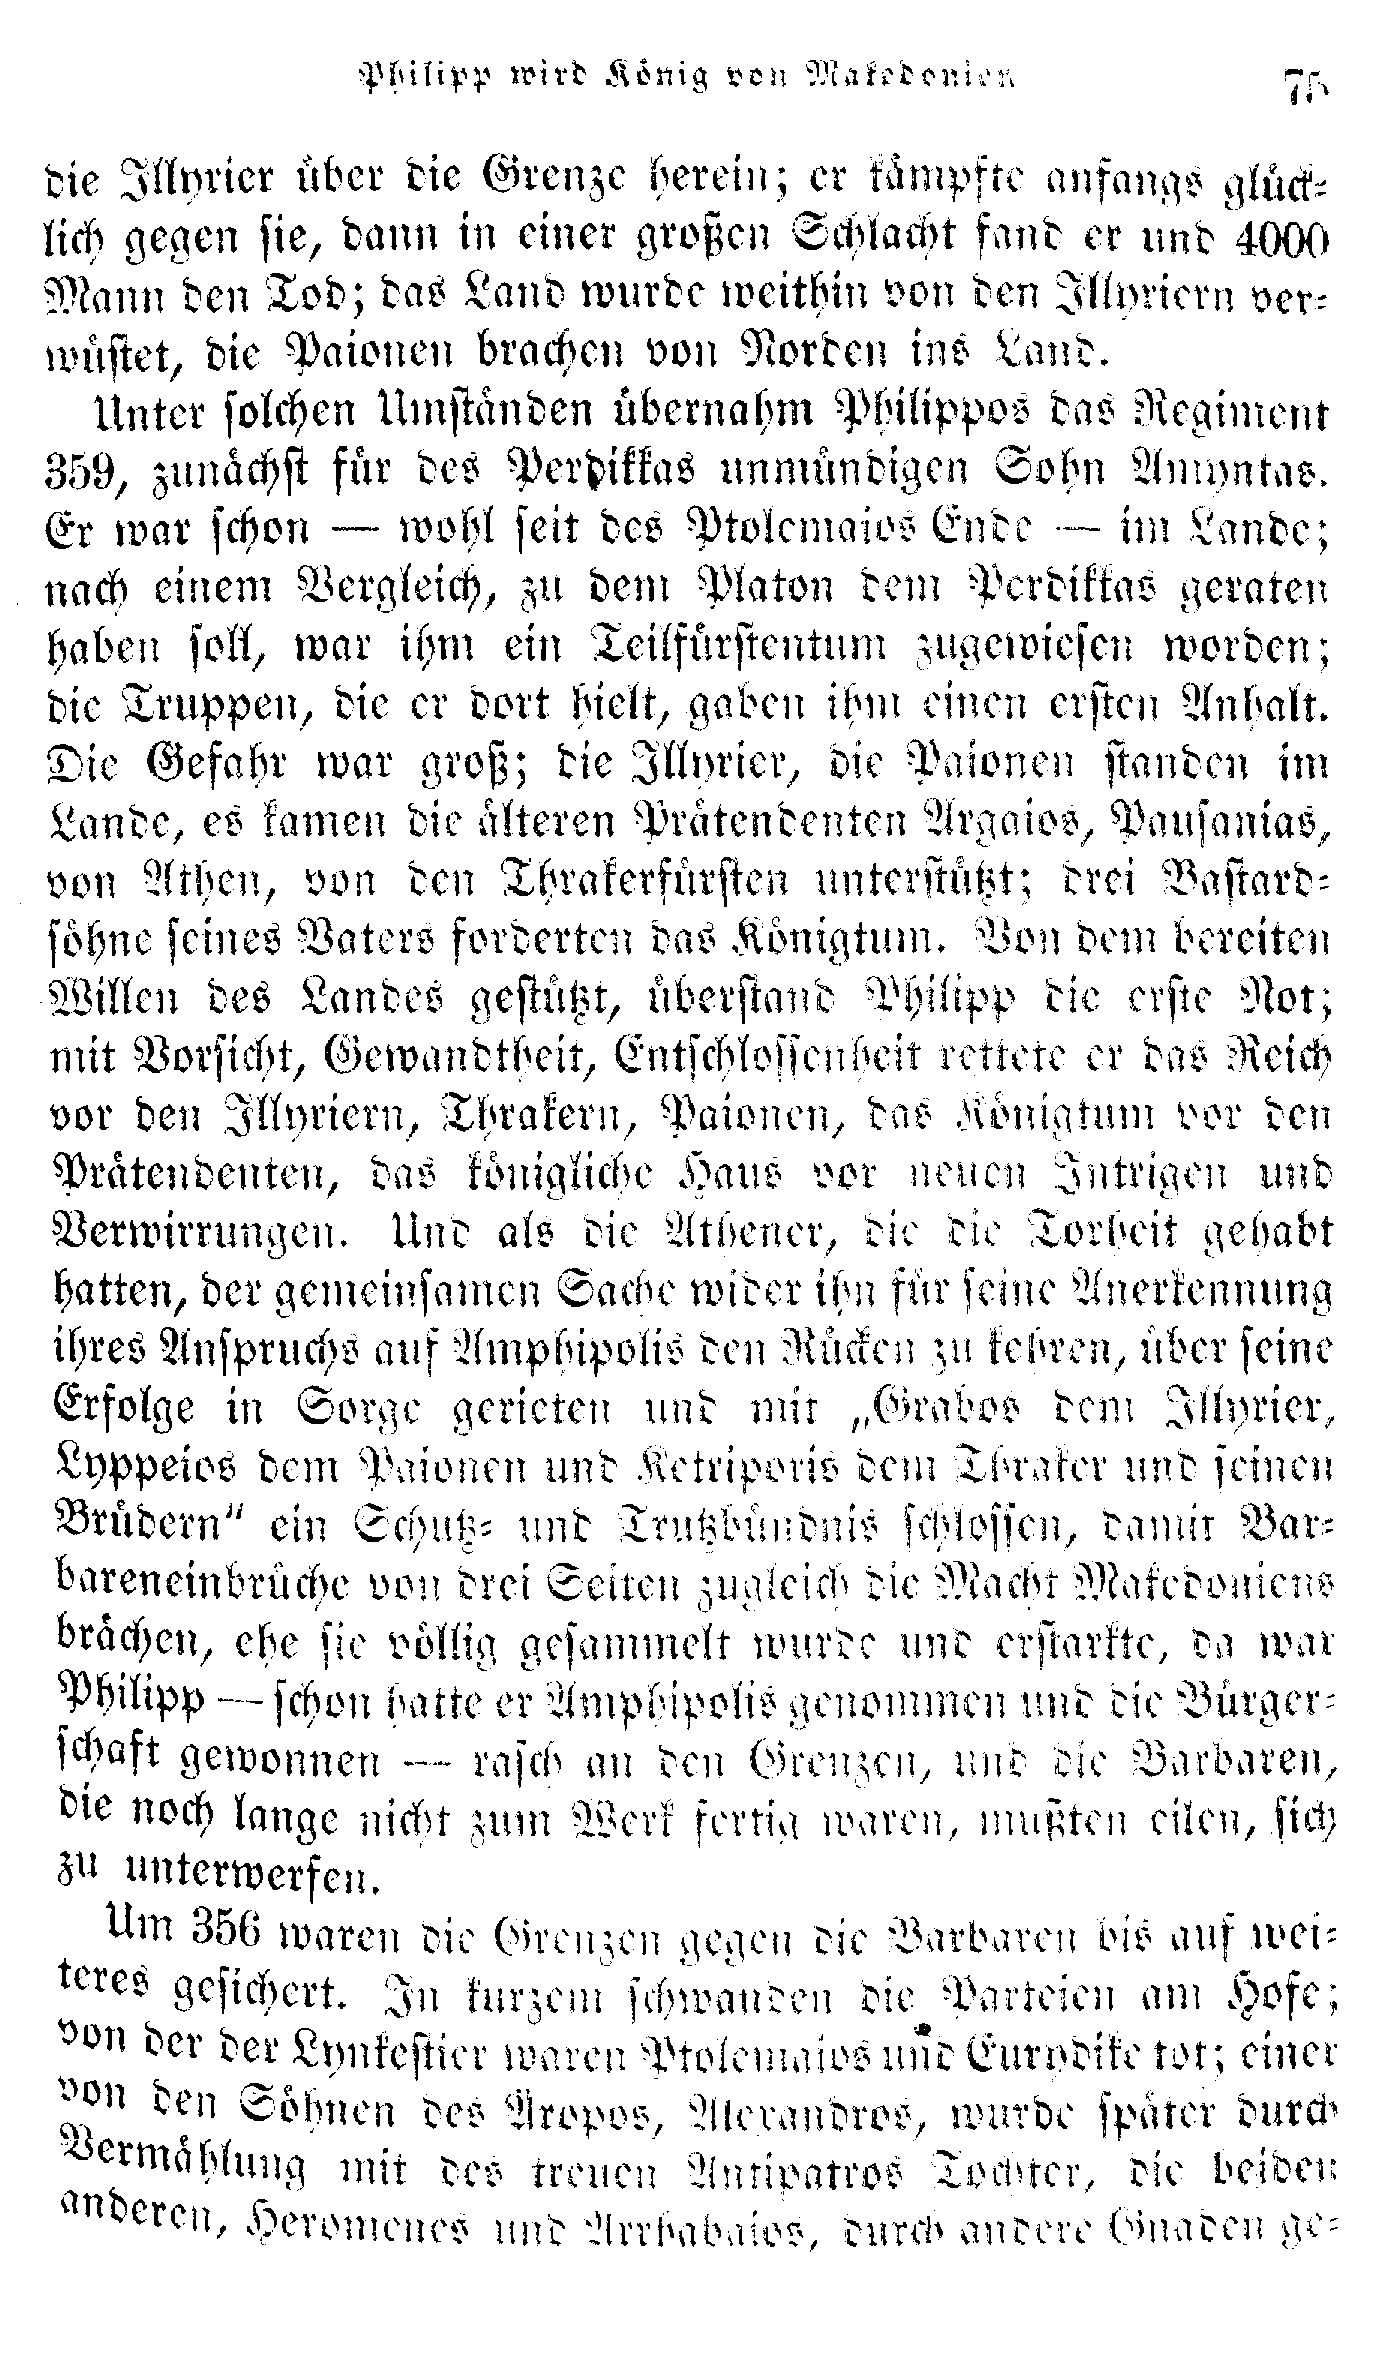 Philipp wird König von Makedonien 75
die Illyrier über die Grenze herein; er kämpfte anfangs glück-
lich gegen sie, dann in einer großen Schlacht fand er und 4000
Mann den Tod; das Land wurde weithin von den Illyriern ver-
wüstet, die Paionen brachen von Norden ins Land.
Unter solchen Umständen übernahm Philippos das Regiment
359, zunächst für des Perdikkas unmündigen Sohn Amyntas.
Er war schon — wohl seit des Ptolemaios Ende — im Lande;
nach einem Vergleich, zu dem Platon dem Perdikkas geraten
haben soll, war ihm ein Teilfürstentum zugewiesen worden;
die Truppen, die er dort hielt, gaben ihm einen ersten Anhalt.
Die Gefahr war groß; die Illyrier, die Paionen standen im
Lande, es kamen die älteren Prätendenten Argaios, Pausanias,
von Athen, von den Thrakerfürsten unterstützt; drei Bastard-
söhne seines Vaters forderten das Königtum. Von dem bereiten
Willen des Landes gestützt, überstand Philipp die erste Not;
mit Vorsicht, Gewandtheit, Entschlossenheit rettete er das Reich
vor den Illyriern, Thrakern, Paionen, das Königtum vor den
Prätendenten, das königliche Haus vor neuen Intrigen und
Verwirrungen. Und als die Athener, die die Torheit gehabt
hatten, der gemeinsamen Sache wider ihn für seine Anerkennung
ihres Anspruchs auf Amphipolis den Rücken zu kehren, über seine
Erfolge in Sorge gerieten und mit „Grabos dem Illyrier,
Lyppeios dem Paionen und Ketriporis dem Thraker und seinen
Brüdern“ ein Schutz- und Trutzbündnis schlossen, damit Bar-
bareneinbrüche von drei Seiten zugleich die Macht Makedoniens
brächen, ehe sie völlig gesammelt wurde und erstarkte, da war
Philipp — schon hatte er Amphipolis genommen und die Bürger-
schaft gewonnen — rasch an den Grenzen, und die Barbaren,
die noch lange nicht zum Werk fertig waren, mußten eilen, sich
zu unterwerfen.
Um 356 waren die Grenzen gegen die Barbaren bis auf wei-
teres gesichert. In kurzem schwanden die Parteien am Hofe;
von der der Lynkestier waren Ptolemaios und Eurydike tot; einer
von den Söhnen des Äropos, Alexandros, wurde später durch
Vermählung mit des treuen Antipatros Tochter, die beiden
anderen, Heromenes und Arrhabaios, durch andere Gnaden ge-